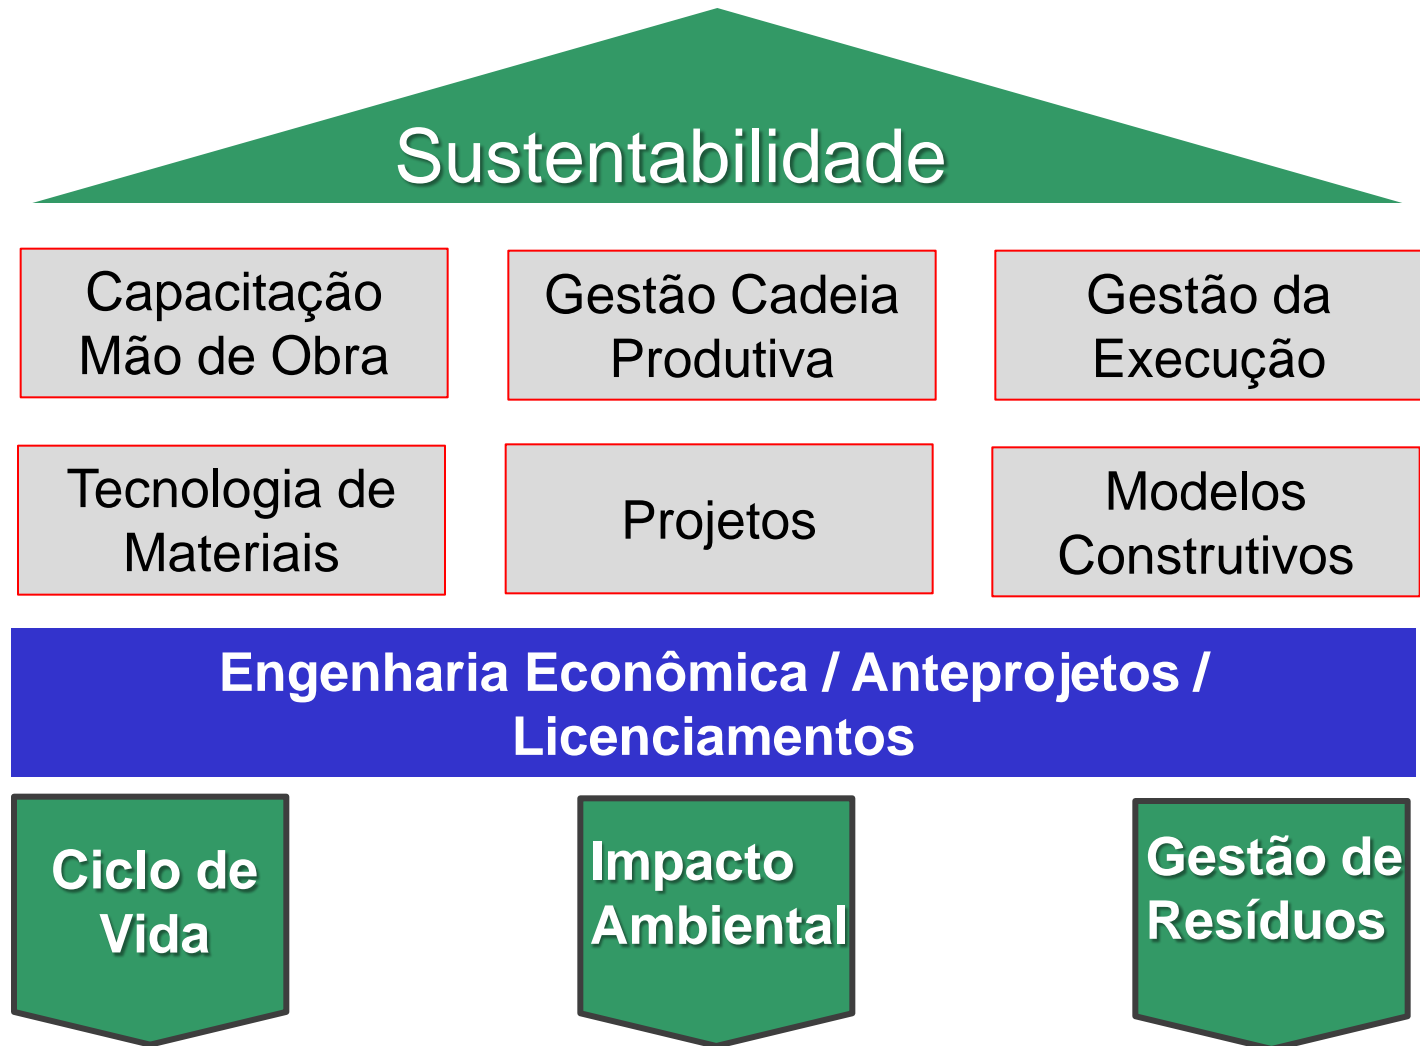 Sustentabilidade
Capacitação
Mão de Obra
Gestão Cadeia
Produtiva
Gestão da
Execução
Tecnologia de
Materiais
Projetos
Modelos
Construtivos
Engenharia Econômica / Anteprojetos /
Licenciamentos
Ciclo de
Vida
Impacto
Ambiental
Gestão de
Resíduos